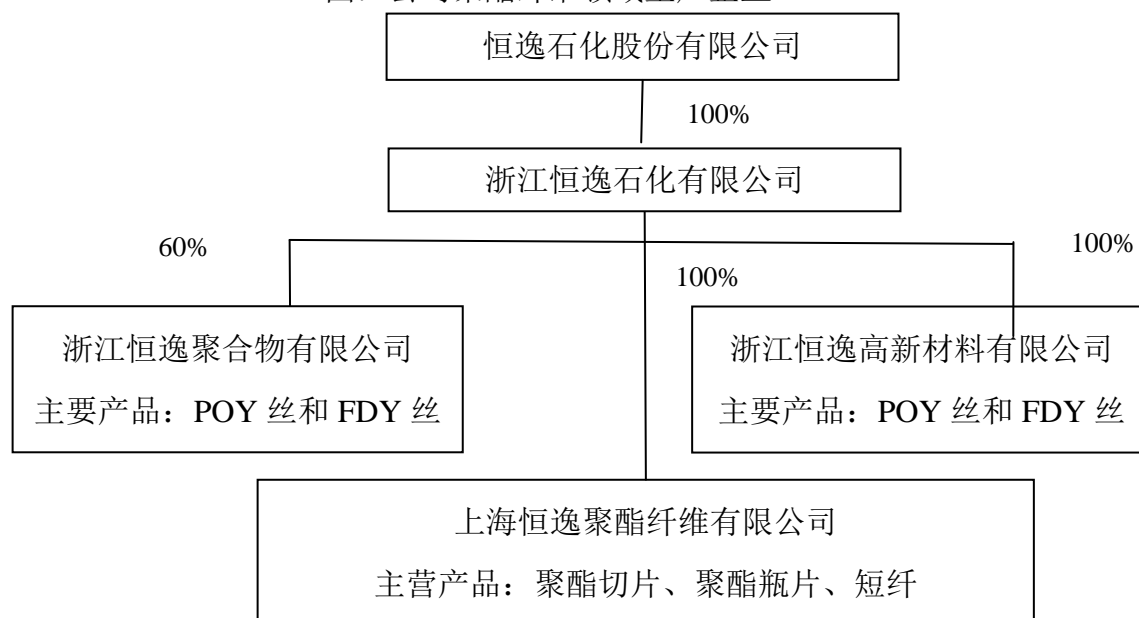 恒逸石化股份有限公司
100%
浙江恒逸石化有限公司
60%
100%
100%
浙江恒逸聚合物有限公司
主要产品：POY 丝和 FDY 丝
浙江恒逸高新材料有限公司
主要产品：POY 丝和 FDY 丝
上海恒逸聚酯纤维有限公司
主营产品：聚酯切片、聚酯瓶片、短纤